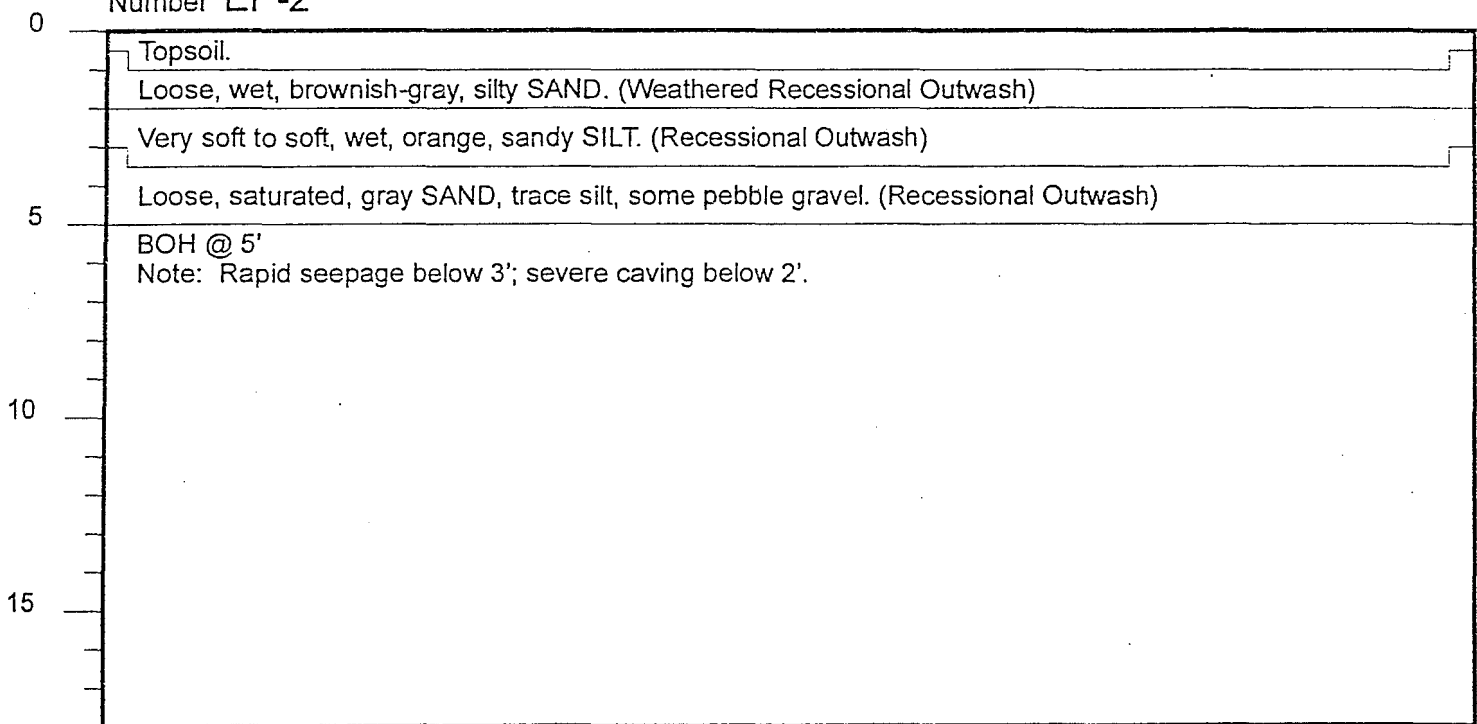 Number EP-2
0
Topsoil.
Loose, wet, brownish-gray, silty SAND. (Weathered Recessional Outwash)
Very soft to soft, wet, orange, sandy SILT. (Recessional Outwash)
Loose, saturated, gray SAND, trace silt, some pebble gravel. (Recessional Outwash)
5
BOH @ 5'
Note: Rapid seepage below 3'; severe caving below 2'.
10
15